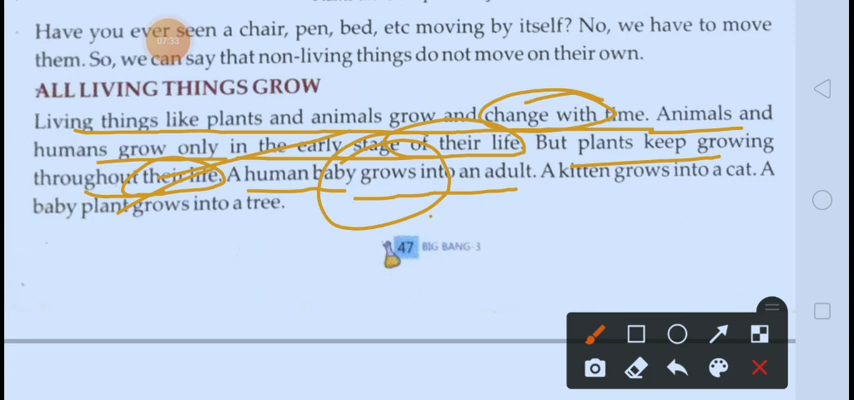 Have you ever seen a chair, pen, bed, etc moving by itself? No, we have to move
07:33
them. So, we can say that non-living things do not move on their own.
ALL LIVING THINGS GROW
Living things like plants and animals grow and change with time. Animals and
humans grow only in the early stage of their life. But plants keep growing
throughout their life. A human baby grows into an adult. A kitten grows into a cat. A
baby plant grows into a tree.
47 BIG BANG-3